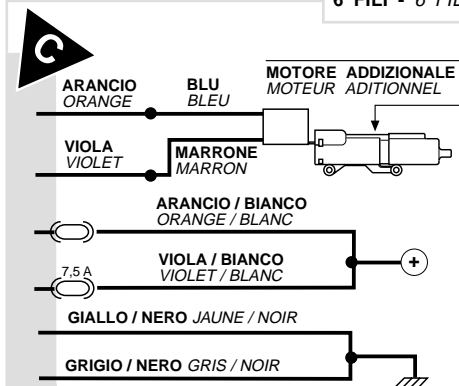 6 FILI - 6
C
MOTORE ADDIZIONALE
MOTEUR ADITIONNEL
ARANCIO
ORANGE
BLU
BLEU
VIOLA
VIOLET
MARRONE
MARRON
ARANCIO / BIANCO
ORANGE / BLANC
7,5 A
VIOLA / BIANCO
VIOLET / BLANC
+
GIALLO / NERO JAUNE / NOIR
GRIGIO / NERO GRIS / NOIR